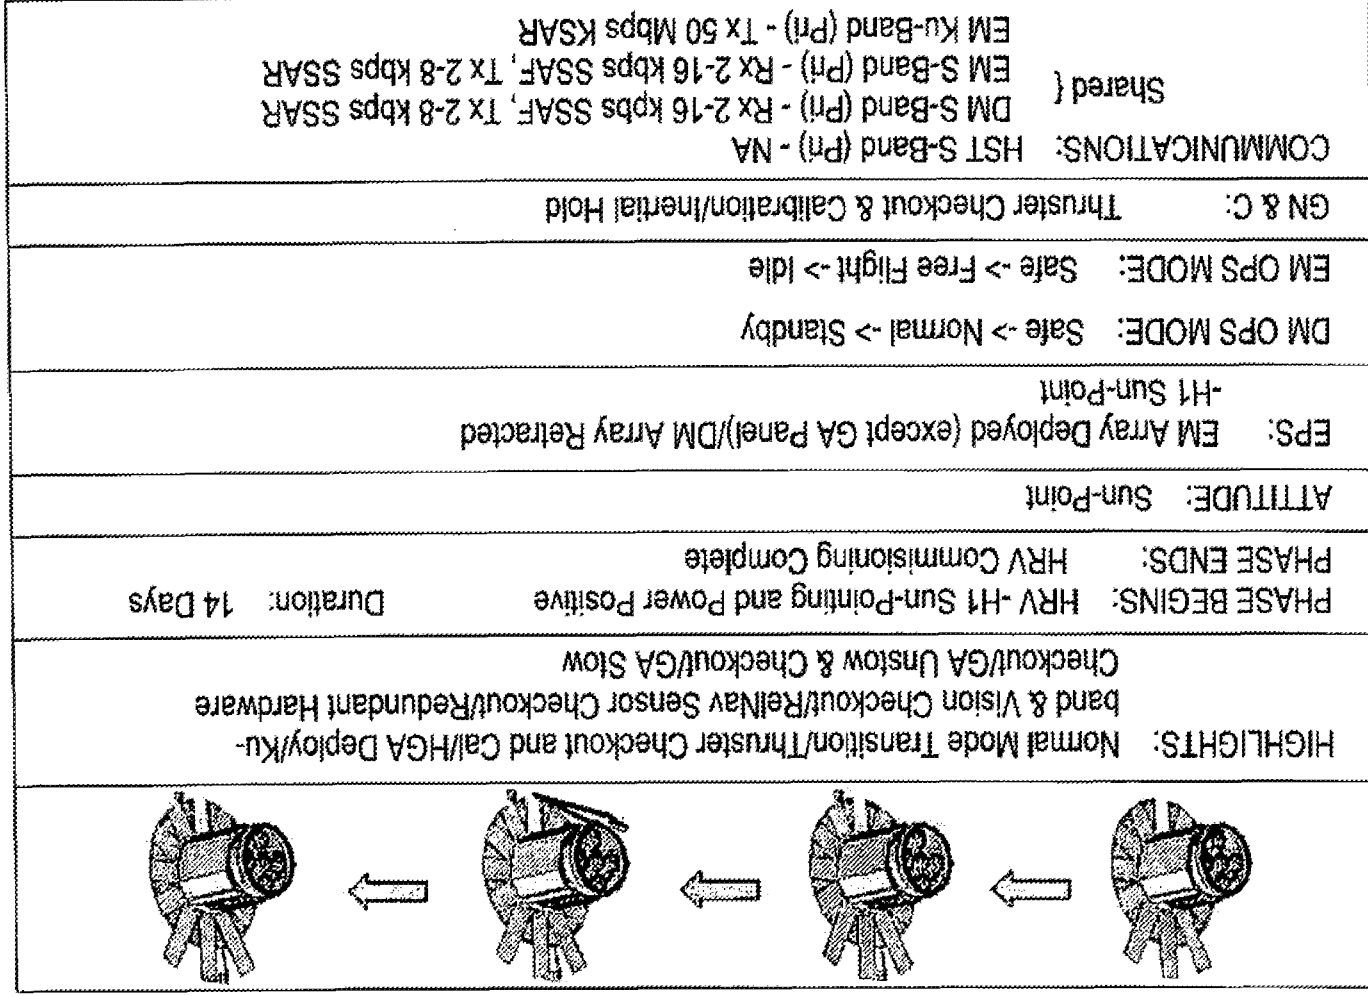 HIGHLIGHTS: Normal Mode Transition/Thruster Checkout and Cal/HGA Deploy/Ku-
band & Vision Checkout/RelNav Sensor Checkout/Redundant Hardware
Checkout/GA Unstow & Checkout/GA Stow
PHASE BEGINS: HRV -H1 Sun-Pointing and Power Positive Duration: 14 Days
PHASE ENDS: HRV Commisioning Complete
ATTITUDE: Sun-Point
EPS: EM Array Deployed (except GA Panel)/DM Array Retracted
-H1 Sun-Point
DM OPS MODE: Safe -> Normal -> Standby
EM OPS MODE: Safe -> Free Flight -> Idle
GN & C: Thruster Checkout & Calibration/Inertial Hold
COMMUNICATIONS: HST S-Band (Pri) - NA
DM S-Band (Pri) - Rx 2-16 kpbs SSAF, Tx 2-8 kbps SSAR
Shared { EM S-Band (Pri) - Rx 2-16 kbps SSAF, Tx 2-8 kbps SSAR
EM Ku-Band (Pri) - Tx 50 Mbps KSAR